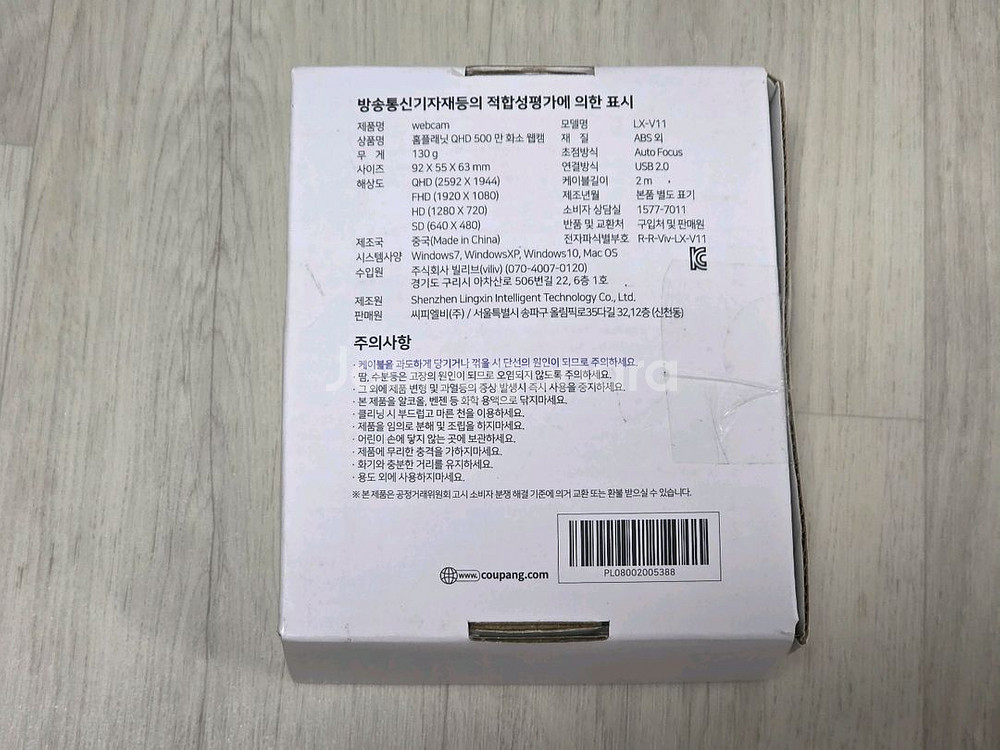 방송통신기자재등의 적합성평가에 의한 표시
제품명 webcam 모델명 LX-V11
상품명 홈플래닛 QHD 500 만 화소 웹캠 재 질 ABS 외
무 게 130 g 초점방식 Auto Focus
사이즈 92 X 55 X 63 mm 연결방식 USB 2.0
해상도 QHD (2592 X 1944) 케이블길이 2 m
FHD (1920 X 1080) 제조년월 본품 별도 표기
HD (1280 X 720) 소비자 상담실 1577-7011
SD (640 X 480) 반품 및 교환처 구입처 및 판매원
제조국 중국(Made in China) 전자파식별부호 R-R-Viv-LX-V11
시스템사양 Windows7, WindowsXP, Windows10, Mac OS
수입원 주식회사 빌리브(viliv) (070-4007-0120)
경기도 구리시 아차산로 506번길 22, 6층 1호
제조원 Shenzhen Lingxin Intelligent Technology Co., Ltd.
판매원 씨피엘비(주) / 서울특별시 송파구 올림픽로35다길 32,12층 (신천동)
주의사항
· 케이블을 과도하게 당기거나 꺾을 시 단선의 원인이 되므로 주의하세요.
· 땀, 수분등은 고장의 원인이 되므로 오염되지 않도록 주의하세요.
· 그 외에 제품 변형 및 과열등의 증상 발생시 즉시 사용을 중지하세요.
· 본 제품을 알코올, 벤젠 등 화학 용액으로 닦지마세요.
· 클리닝 시 부드럽고 마른 천을 이용하세요.
· 제품을 임의로 분해 및 조립을 하지마세요.
· 어린이 손에 닿지 않는 곳에 보관하세요.
· 제품에 무리한 충격을 가하지마세요.
· 화기와 충분한 거리를 유지하세요.
· 용도 외에 사용하지마세요.
※ 본 제품은 공정거래위원회 고시 소비자 분쟁 해결 기준에 의거 교환 또는 환불 받으실 수 있습니다.
www. coupang.com
PL08002005388